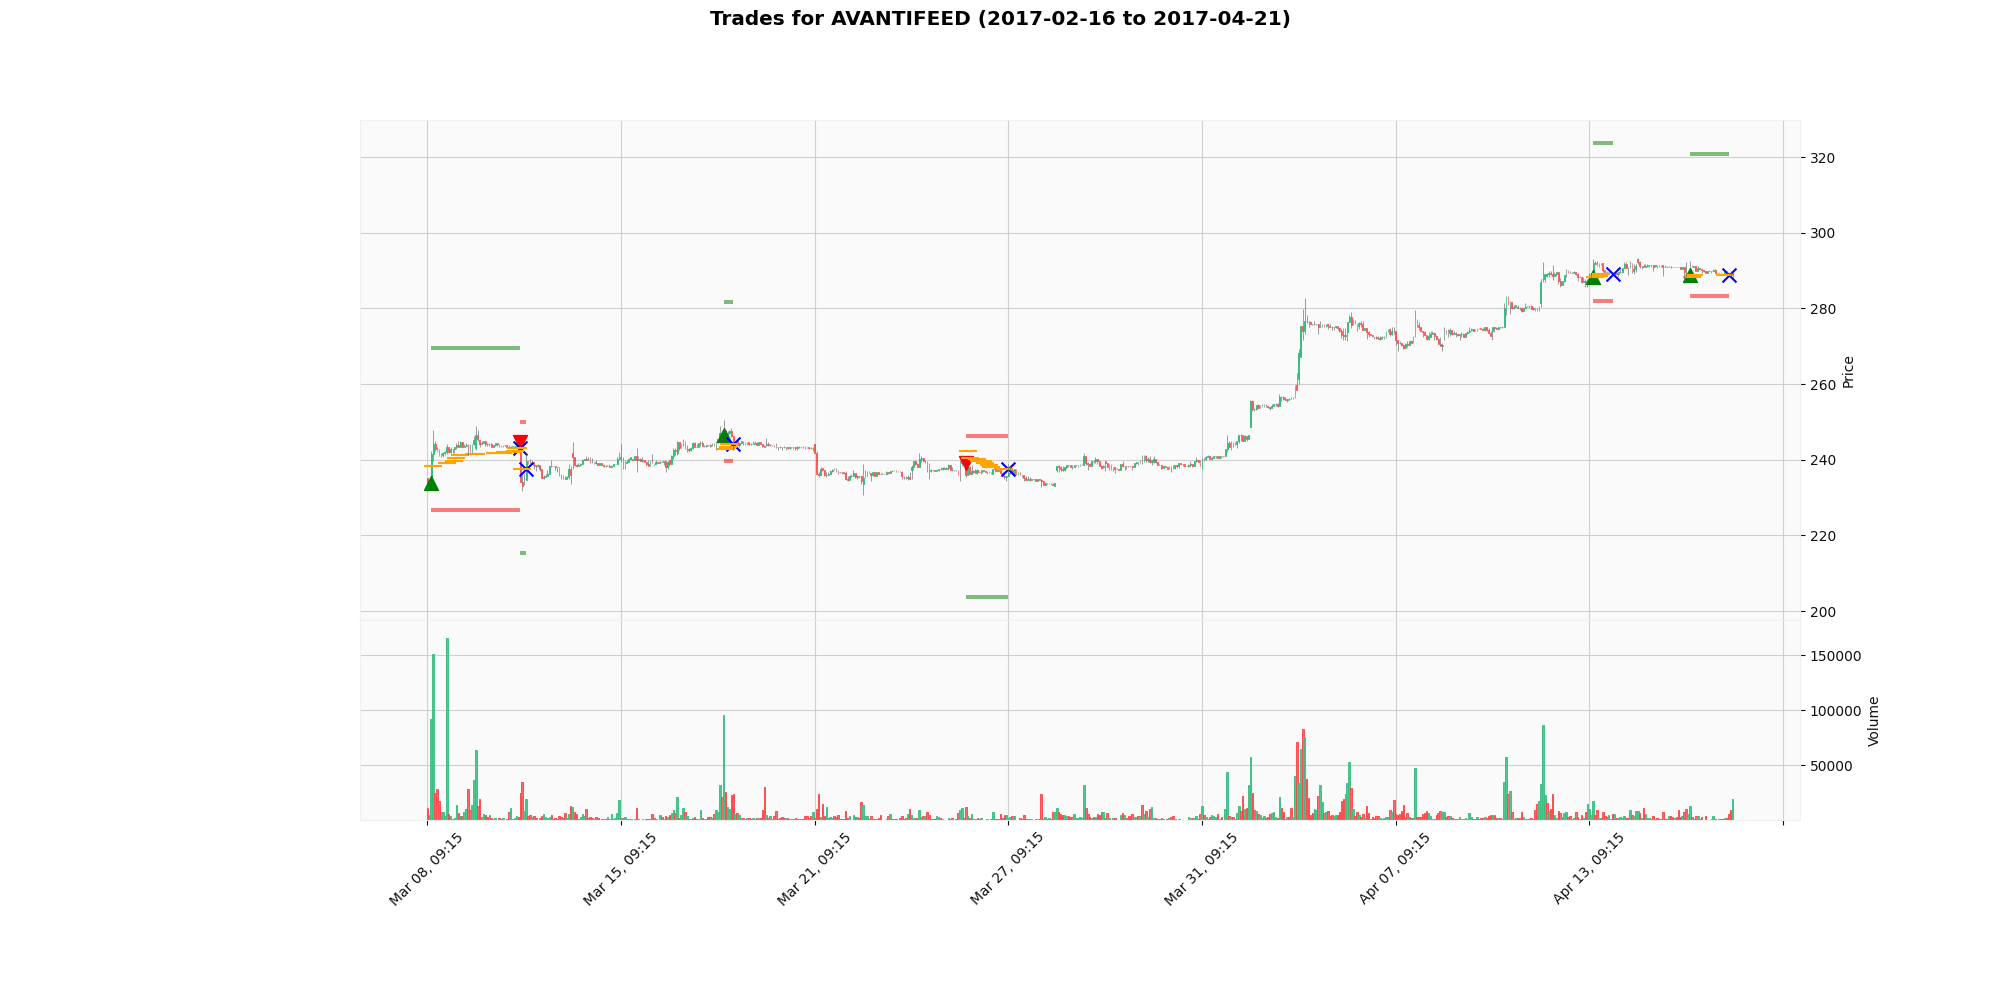 Trades for AVANTIFEED (2017-02-16 to 2017-04-21)
320
300
280
260
240
220
200
Price
150000
100000
50000
Volume
Mar 08, 09:15
Mar 15, 09:15
Mar 21, 09:15
Mar 27, 09:15
Mar 31, 09:15
Apr 07, 09:15
Apr 13, 09:15